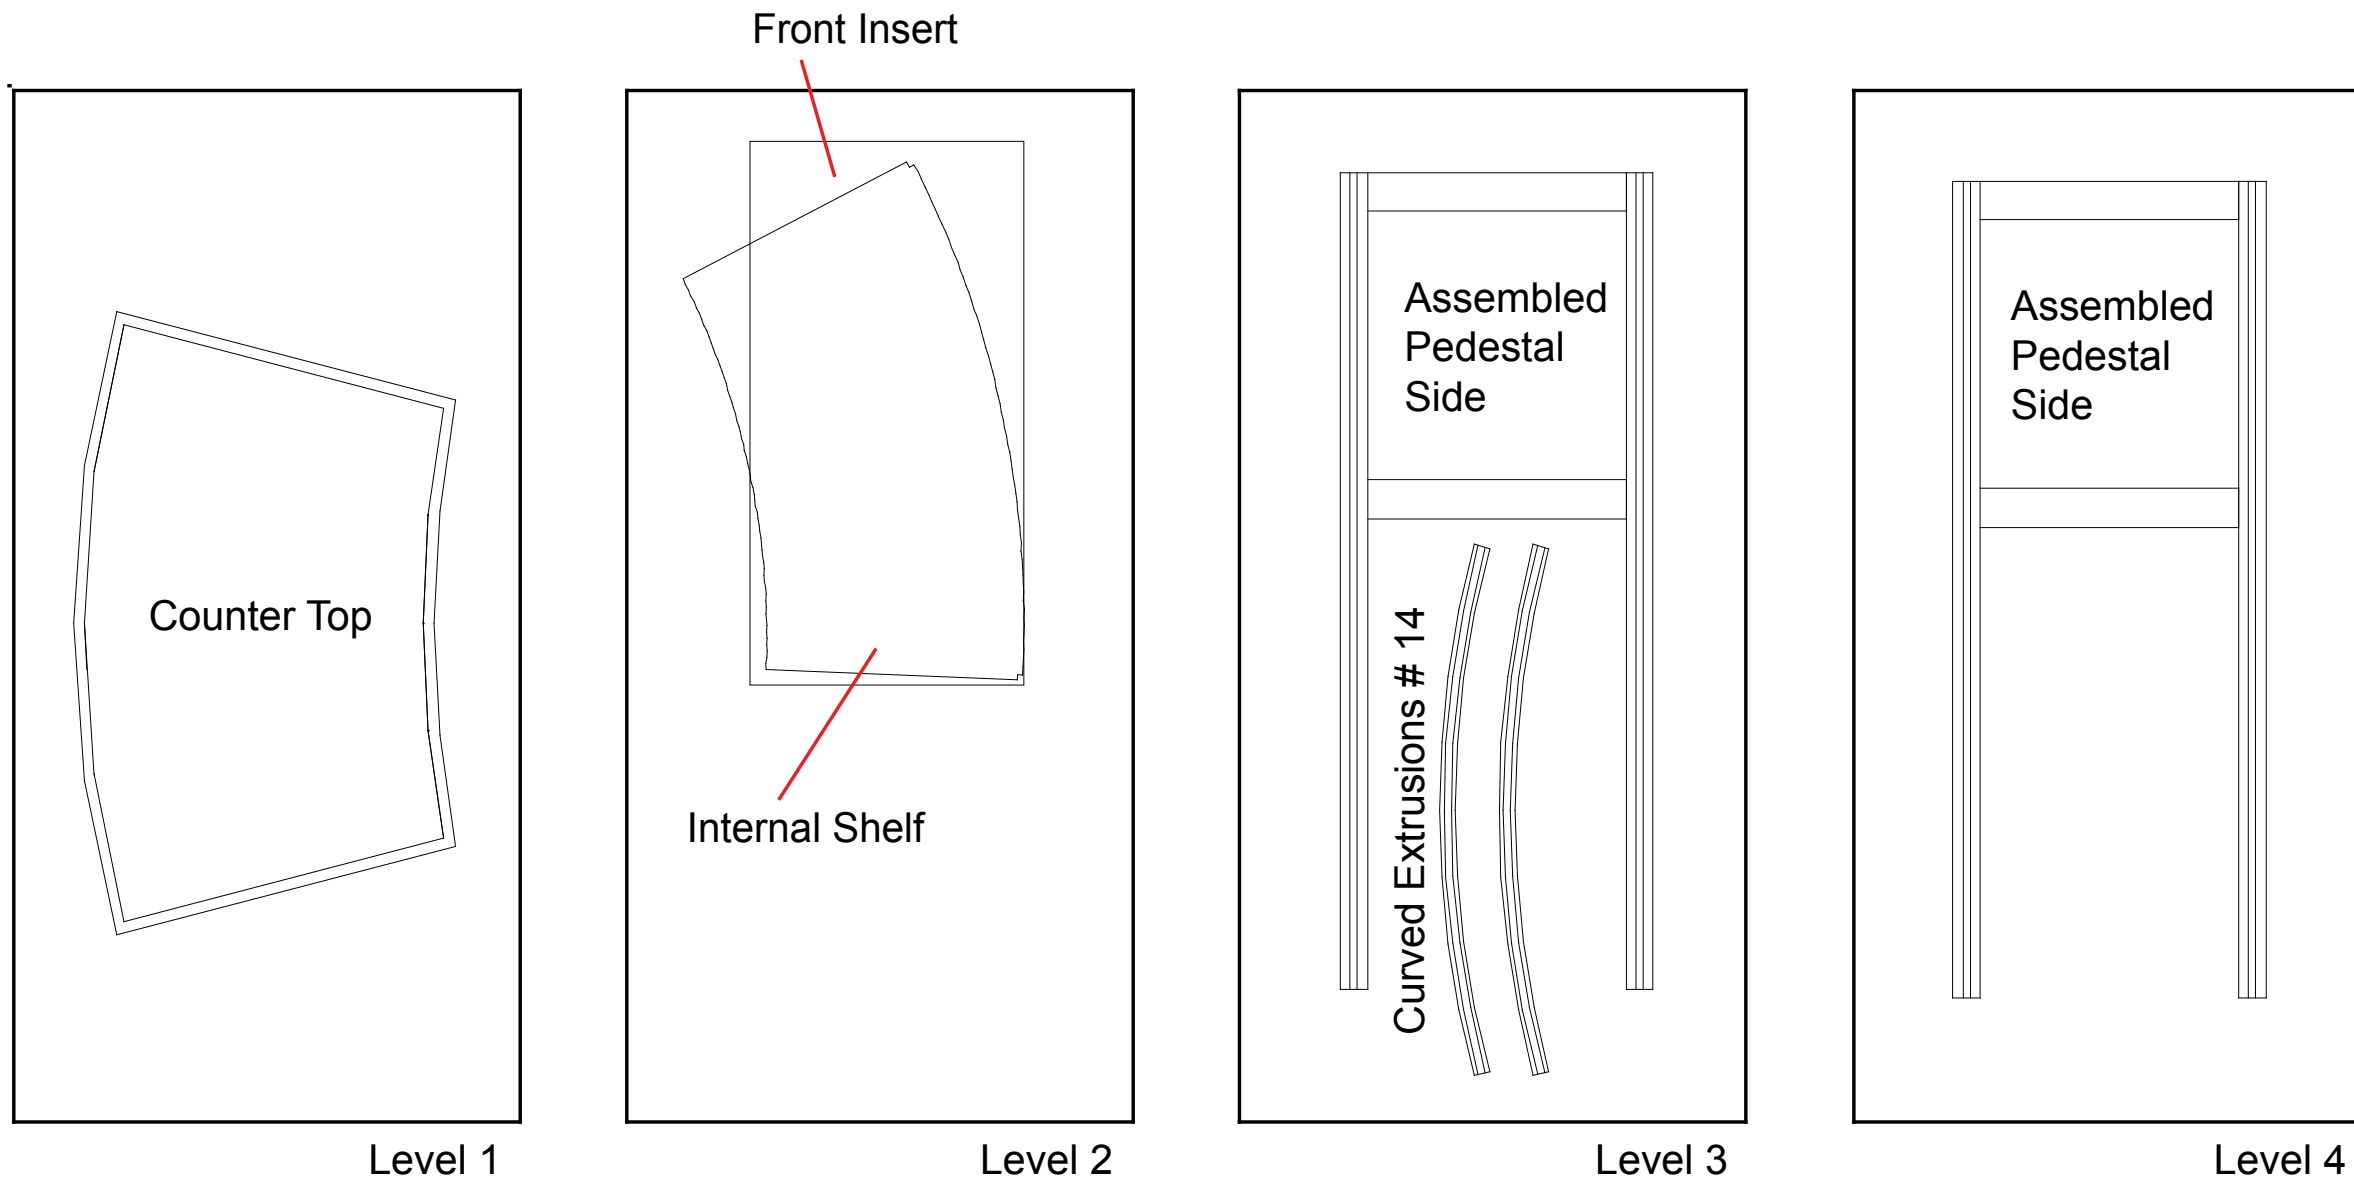 Front Insert
Counter Top
Internal Shelf
Assembled
Pedestal
Side
Curved Extrusions # 14
Assembled
Pedestal
Side
Level 1
Level 2
Level 3
Level 4